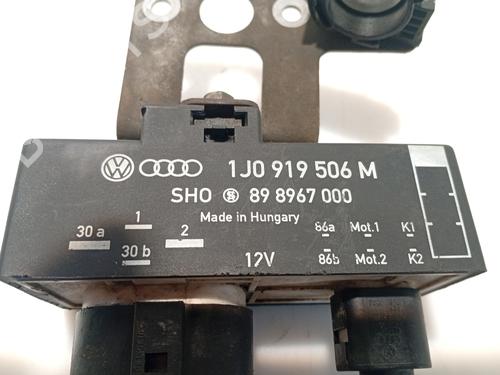 1J0 919 506 M
SHO 89 8967 000
Made in Hungary
30 a 1 2 86a Mot.1 K1
30 b 12V 86b Mot.2 K2